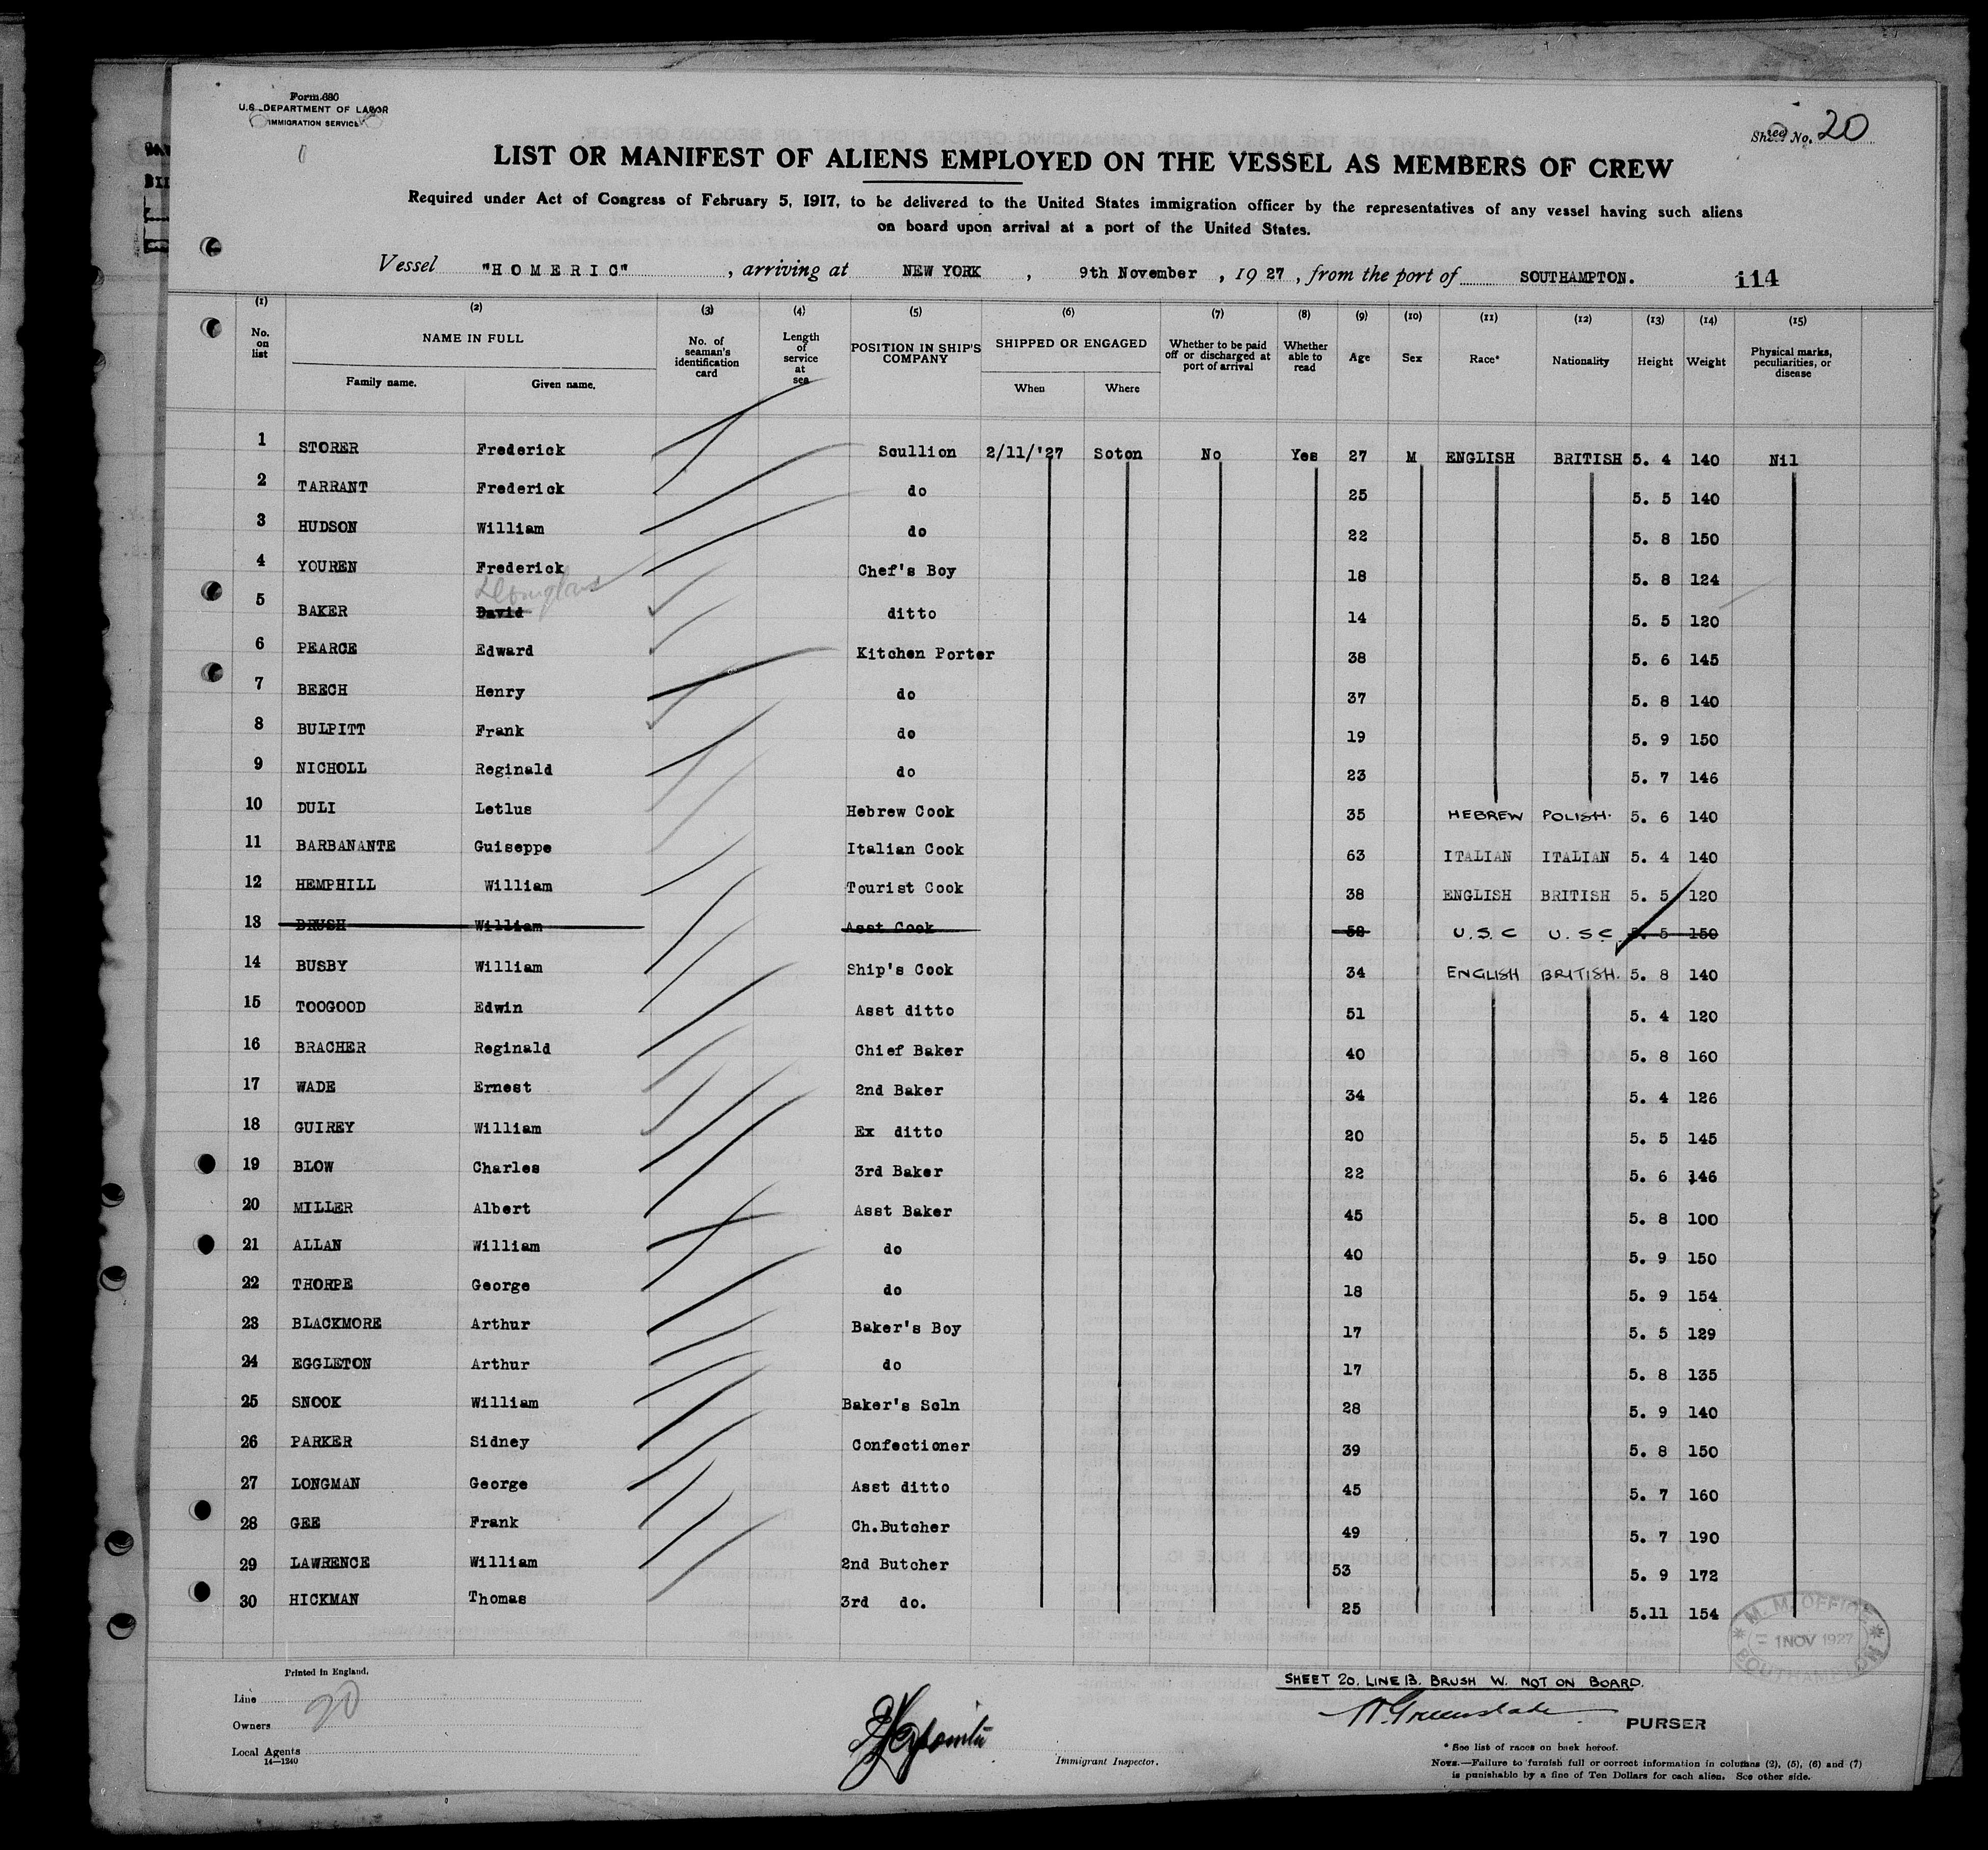 Form 680
U.S. DEPARTMENT OF LABOR
IMMIGRATION SERVICE
Sheet No. 20
LIST OR MANIFEST OF ALIENS EMPLOYED ON THE VESSEL AS MEMBERS OF CREW
Required under Act of Congress of February 5, 1917, to be delivered to the United States immigration officer by the representatives of any vessel having such aliens
on board upon arrival at a port of the United States.
Vessel "HOMERIC", arriving at NEW YORK, 9th November, 1927, from the port of SOUTHAMPTON. 114
(1) (2) (3) (4) (5) (6) (7) (8) (9) (10) (11) (12) (13) (14) (15)
No. on list NAME IN FULL Family name. Given name. No. of seaman's identification card Length of service at sea POSITION IN SHIP'S COMPANY SHIPPED OR ENGAGED When Where Whether to be paid off or discharged at port of arrival Whether able to read Age Sex Race* Nationality Height Weight Physical marks, peculiarities, or disease
1 STORER Frederick Scullion 2/11/'27 Soton No Yes 27 M ENGLISH BRITISH 5. 4 140 Nil
2 TARRANT Frederick do 25 5. 5 140
3 HUDSON William do 22 5. 8 150
4 YOUREN Frederick Chef's Boy 18 5. 8 124
Douglas
5 BAKER David ditto 14 5. 5 120
6 PEARCE Edward Kitchen Porter 38 5. 6 145
7 BEECH Henry do 37 5. 8 140
8 BULPITT Frank do 19 5. 9 150
9 NICHOLL Reginald do 23 5. 7 146
10 DULI Letlus Hebrew Cook 35 HEBREW POLISH. 5. 6 140
11 BARBANANTE Guiseppe Italian Cook 63 ITALIAN ITALIAN 5. 4 140
12 HEMPHILL William Tourist Cook 38 ENGLISH BRITISH 5. 5 120
13 BRUSH William Asst Cook 52 U.S.C U.S.C 5. 5 150
14 BUSBY William Ship's Cook 34 ENGLISH BRITISH. 5. 8 140
15 TOOGOOD Edwin Asst ditto 51 5. 4 120
16 BRACHER Reginald Chief Baker 40 5. 8 160
17 WADE Ernest 2nd Baker 34 5. 4 126
18 GUIREY William Ex ditto 20 5. 5 145
19 BLOW Charles 3rd Baker 22 5. 6 146
20 MILLER Albert Asst Baker 45 5. 8 100
21 ALLAN William do 40 5. 9 150
22 THORPE George do 18 5. 9 154
23 BLACKMORE Arthur Baker's Boy 17 5. 5 129
24 EGGLETON Arthur do 17 5. 8 135
25 SNOOK William Baker's Scln 28 5. 9 140
26 PARKER Sidney Confectioner 39 5. 8 150
27 LONGMAN George Asst ditto 45 5. 7 160
28 GEE Frank Ch.Butcher 49 5. 7 190
29 LAWRENCE William 2nd Butcher 53 5. 9 172
30 HICKMAN Thomas 3rd do. 25 5.11 154
M. M. OFFICE
1 NOV 1927
SOUTHAMPTON
Printed in England.
SHEET 20. LINE 13. BRUSH W. NOT ON BOARD.
Line 20
Owners
Local Agents
14—1240
Immigrant Inspector.
W. Greenslade PURSER
* See list of races on back hereof.
NOTE.—Failure to furnish full or correct information in columns (2), (5), (6) and (7)
is punishable by a fine of Ten Dollars for each alien. See other side.